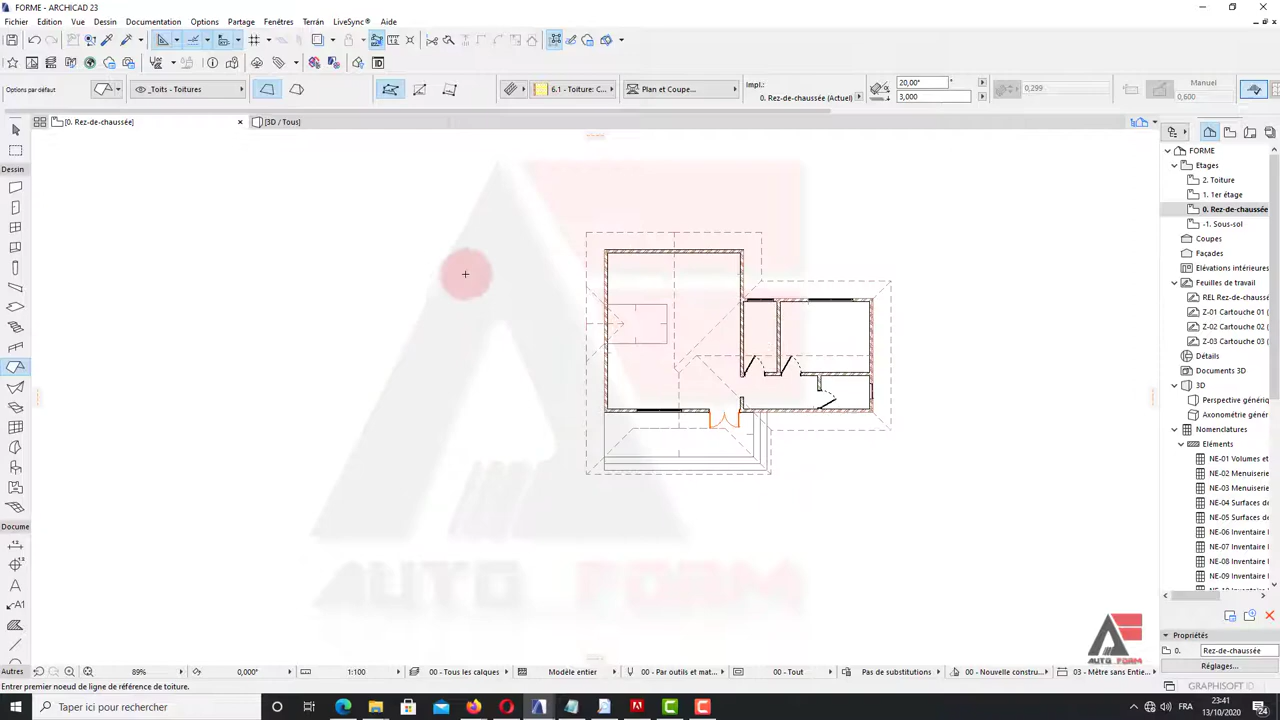 FORME - ARCHICAD 23
Fichier Edition Vue Dessin Documentation Options Partage Fenêtres Terrán LiveSync® Aide
Options par défaut
_Toits - Toitures
6.1 - Toiture: C...
Plan et Coupe...
Impl.:
0. Rez-de-chaussée (Actuel)
20,00° °
3,000
0,299
Manuel
0,600
[0. Rez-de-chaussée]
[3D / Tous]
Dessin
Docume
Autres
FORME
Etages
2. Toiture
1. 1er étage
0. Rez-de-chaussée
-1. Sous-sol
Coupes
Façades
Elévations intérieures
Feuilles de travail
REL Rez-de-chauss
Z-01 Cartouche 01 (
Z-02 Cartouche 02 (
Z-03 Cartouche 03 (
Détails
Documents 3D
3D
Perspective généric
Axonométrie génér
Nomenclatures
Eléments
NE-01 Volumes et
NE-02 Menuiserie
NE-03 Menuiserie
NE-04 Surfaces de
NE-05 Surfaces de
NE-06 Inventaire I
NE-07 Inventaire I
NE-08 Inventaire I
NE-09 Inventaire I
AUTO_FORM
AUTO_FORM
Propriétés
0. Rez-de-chaussée
Réglages...
89%
0,000°
1:100
00 - Tous les calques
Modèle entier
00 - Par outils et mat...
00 - Tout
Pas de substitutions
00 - Nouvelle constru...
03 - Mètre sans Entie...
Entrer premier noeud de ligne de référence de toiture.
GRAPHISOFT ID
Taper ici pour rechercher
FRA
23:41
13/10/2020
24